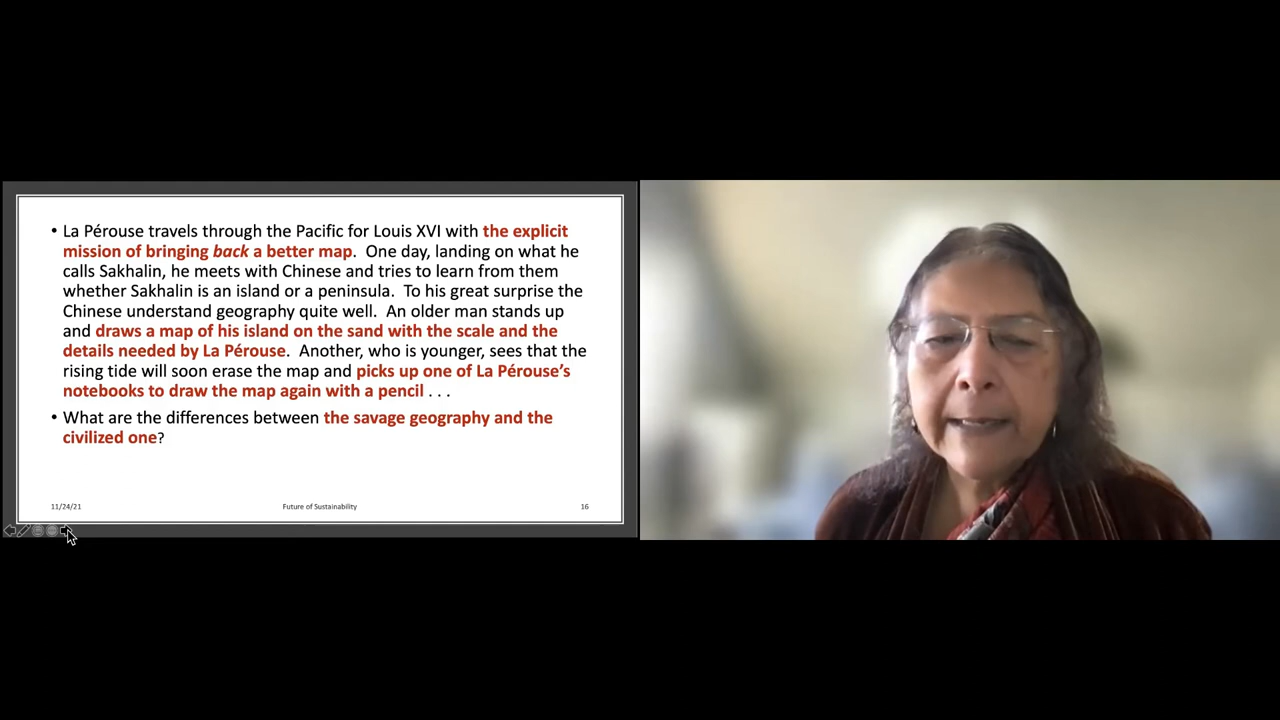 • La Pérouse travels through the Pacific for Louis XVI with the explicit
mission of bringing back a better map. One day, landing on what he
calls Sakhalin, he meets with Chinese and tries to learn from them
whether Sakhalin is an island or a peninsula. To his great surprise the
Chinese understand geography quite well. An older man stands up
and draws a map of his island on the sand with the scale and the
details needed by La Pérouse. Another, who is younger, sees that the
rising tide will soon erase the map and picks up one of La Pérouse’s
notebooks to draw the map again with a pencil . . .
• What are the differences between the savage geography and the
civilized one?
11/24/21
Future of Sustainability
16